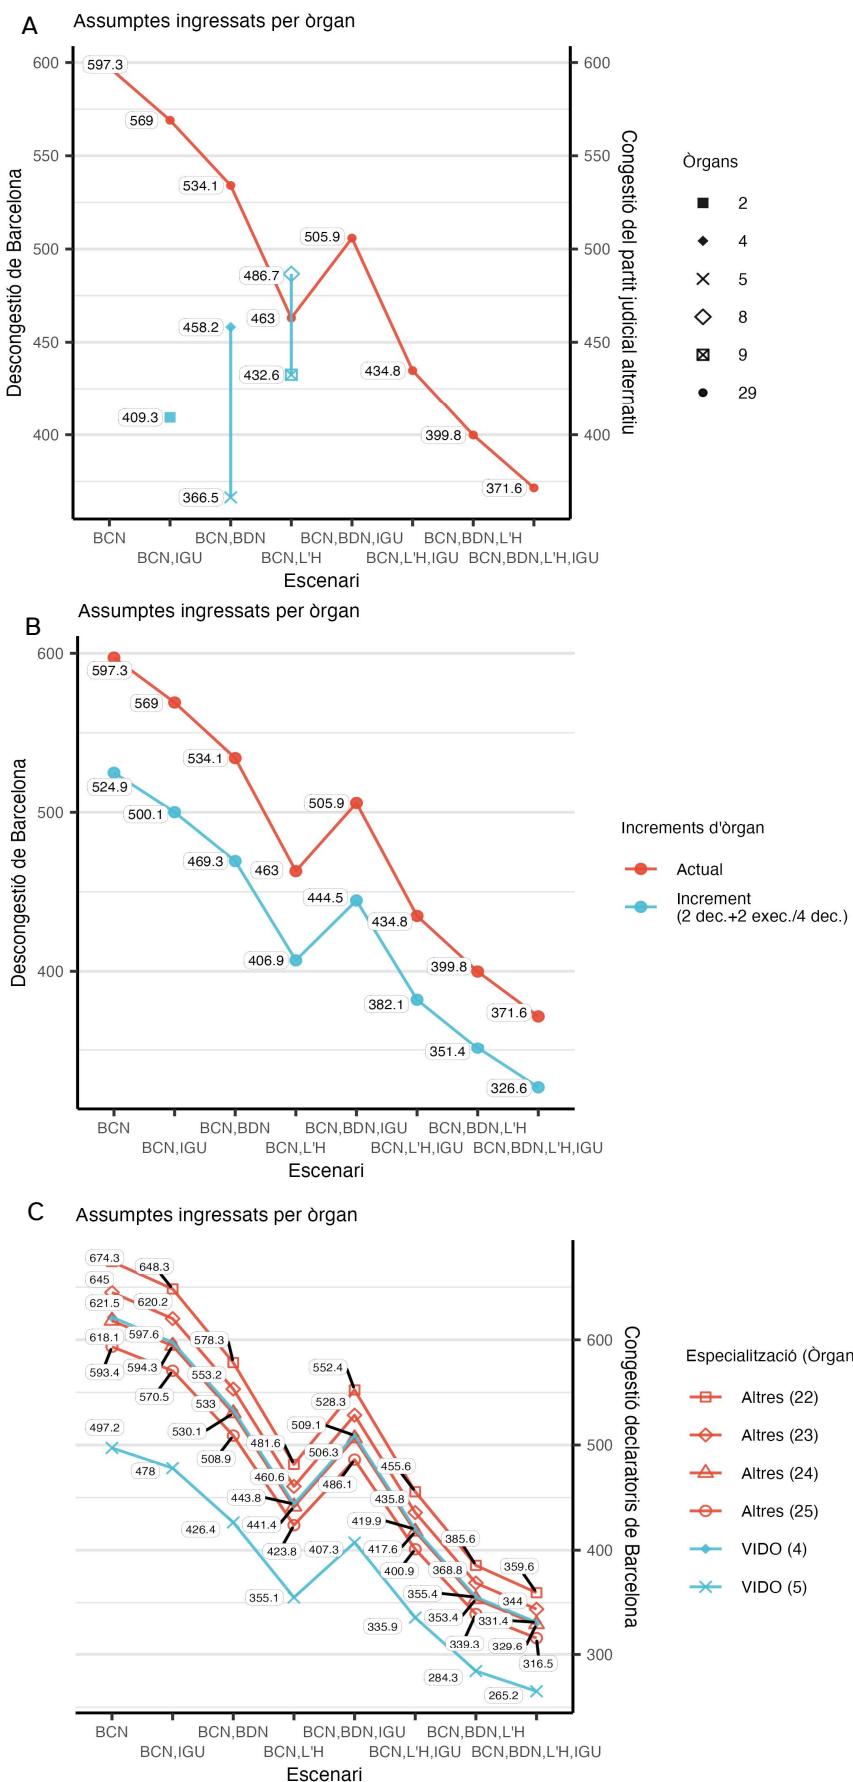 A
Assumptes ingressats per òrgan
Descongestió de Barcelona
600
550
500
450
400
597.3
569
534.1
505.9
486.7
463
458.2
432.6
434.8
409.3
399.8
366.5
371.6
600
550
500
450
400
Congestió del partit judicial alternatiu
Òrgans
2
4
5
8
9
29
BCN
BCN,BDN
BCN,BDN,IGU
BCN,BDN,L'H
BCN,IGU
BCN,L'H
BCN,L'H,IGU
BCN,BDN,L'H,IGU
Escenari
B
Assumptes ingressats per òrgan
Descongestió de Barcelona
600
500
400
597.3
569
534.1
524.9
505.9
500.1
469.3
463
444.5
434.8
406.9
399.8
382.1
371.6
351.4
326.6
Increments d'òrgan
Actual
Increment
(2 dec.+2 exec./4 dec.)
BCN
BCN,BDN
BCN,BDN,IGU
BCN,BDN,L'H
BCN,IGU
BCN,L'H
BCN,L'H,IGU
BCN,BDN,L'H,IGU
Escenari
C
Assumptes ingressats per òrgan
674.3
648.3
645
621.5
620.2
618.1
597.6
578.3
593.4
594.3
553.2
552.4
570.5
533
528.3
497.2
530.1
509.1
478
508.9
481.6
506.3
455.6
460.6
486.1
426.4
443.8
435.8
441.4
419.9
385.6
423.8
407.3
417.6
400.9
368.8
359.6
355.1
355.4
344
335.9
353.4
331.4
339.3
329.6
284.3
316.5
265.2
600
500
400
300
Congestió declaratoris de Barcelona
Especialització (Òrgan
Altres (22)
Altres (23)
Altres (24)
Altres (25)
VIDO (4)
VIDO (5)
BCN
BCN,BDN
BCN,BDN,IGU
BCN,BDN,L'H
BCN,IGU
BCN,L'H
BCN,L'H,IGU
BCN,BDN,L'H,IGU
Escenari